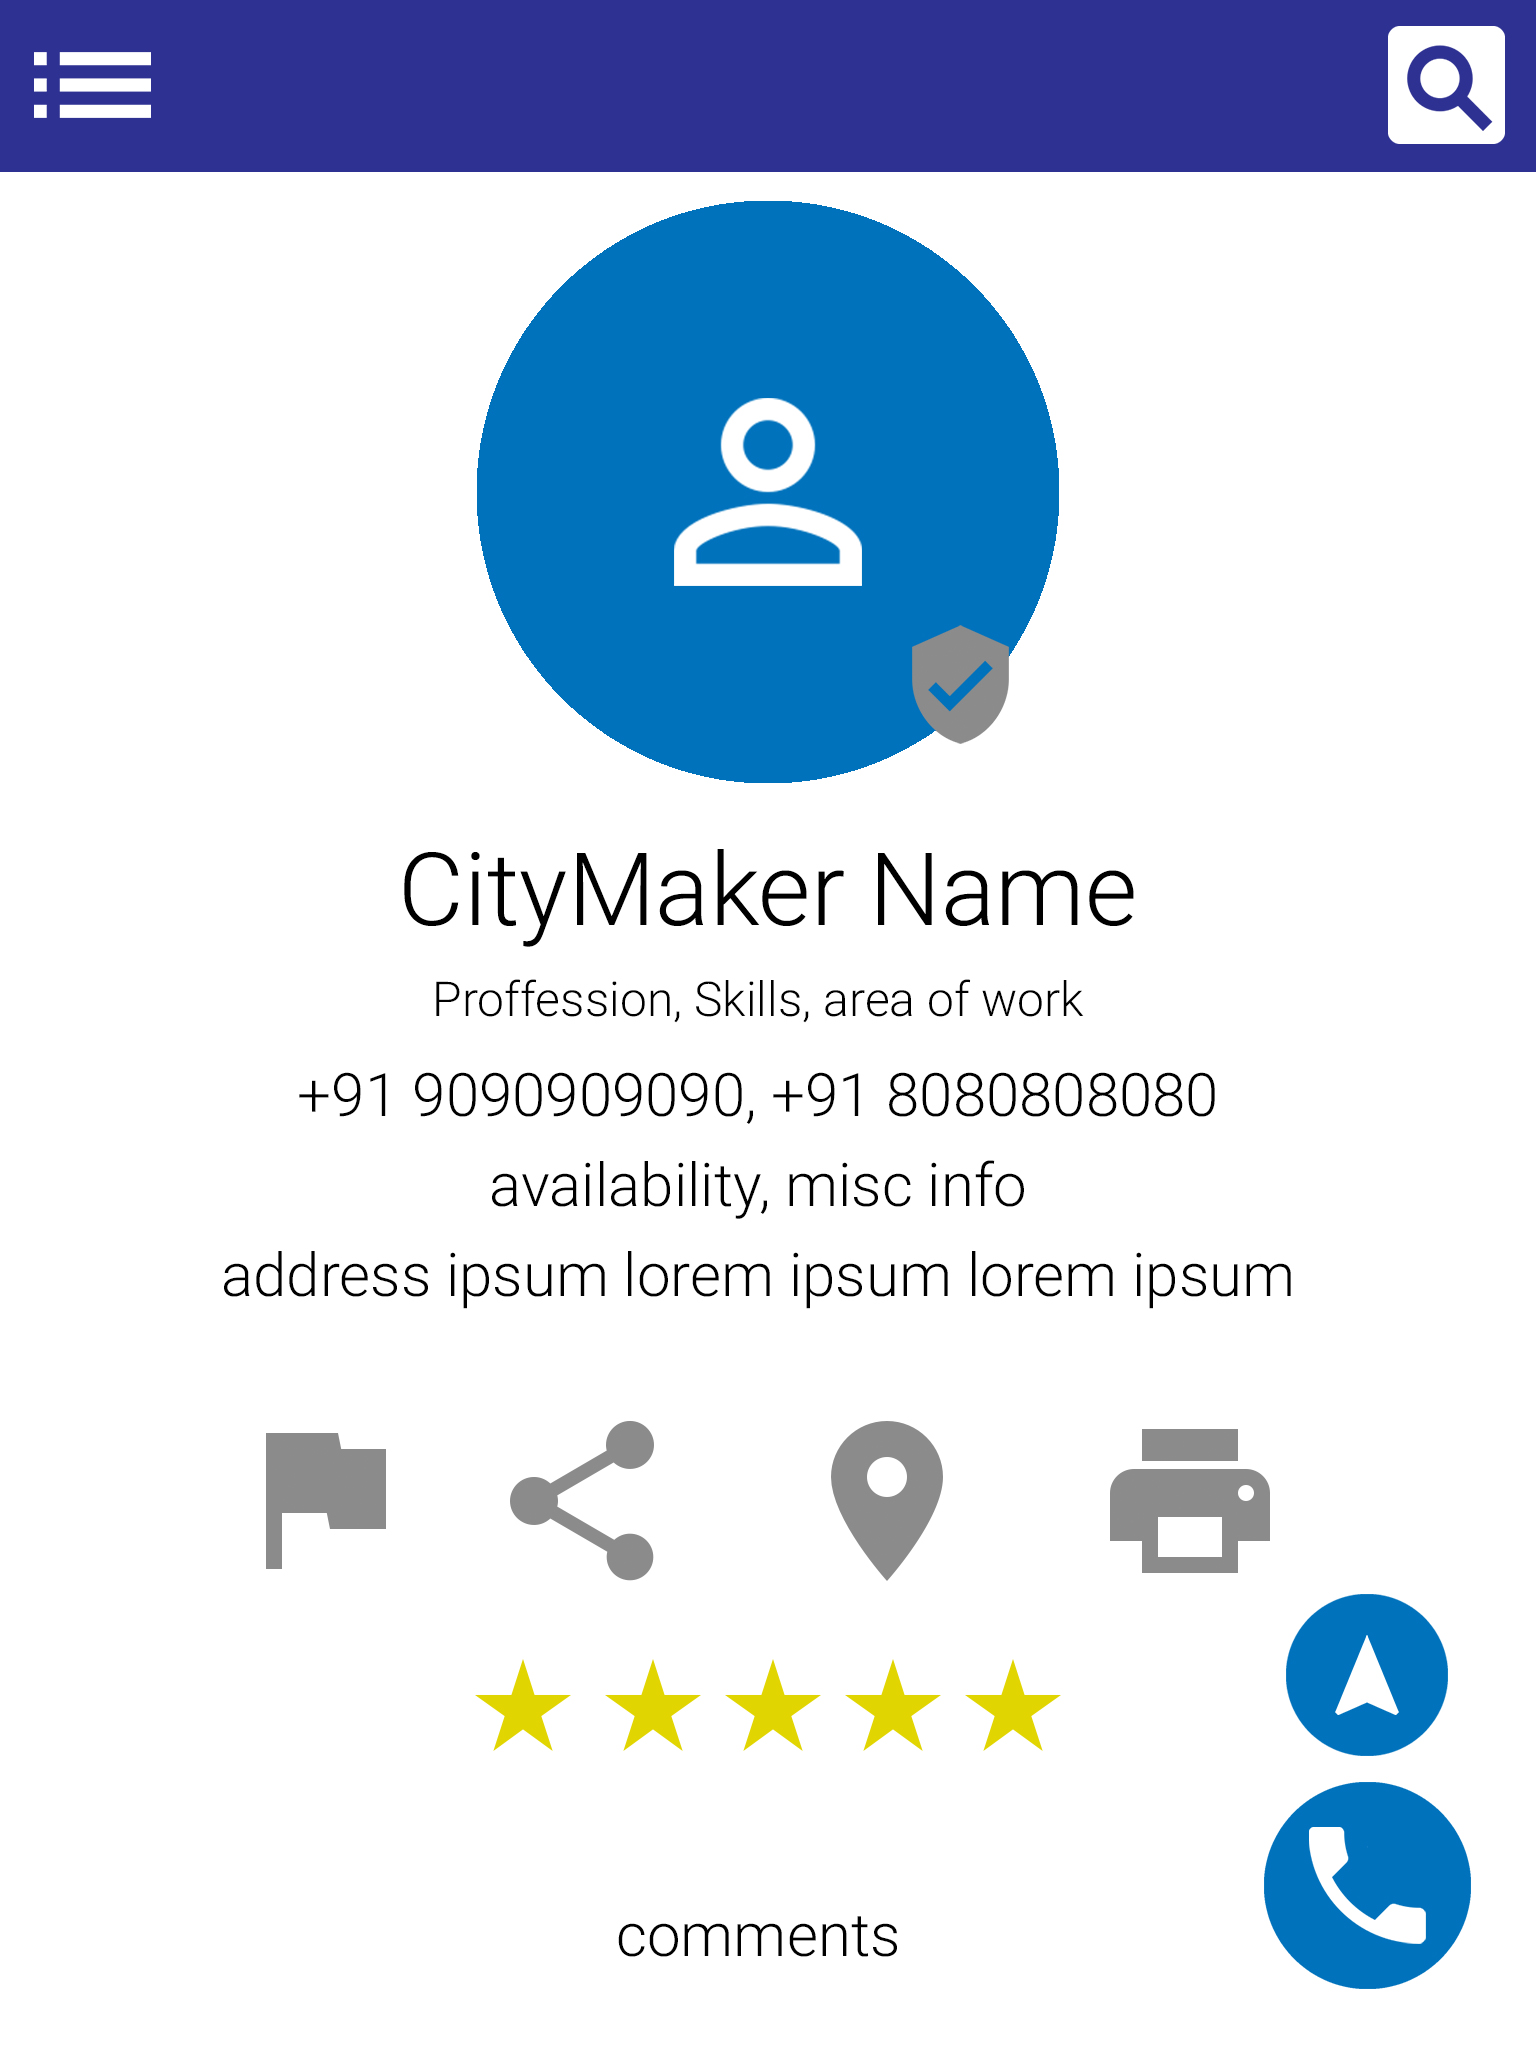 CityMaker Name
Proffession, Skills, area of work
+91 9090909090, +91 8080808080
availability, misc info
address ipsum lorem ipsum lorem ipsum
comments